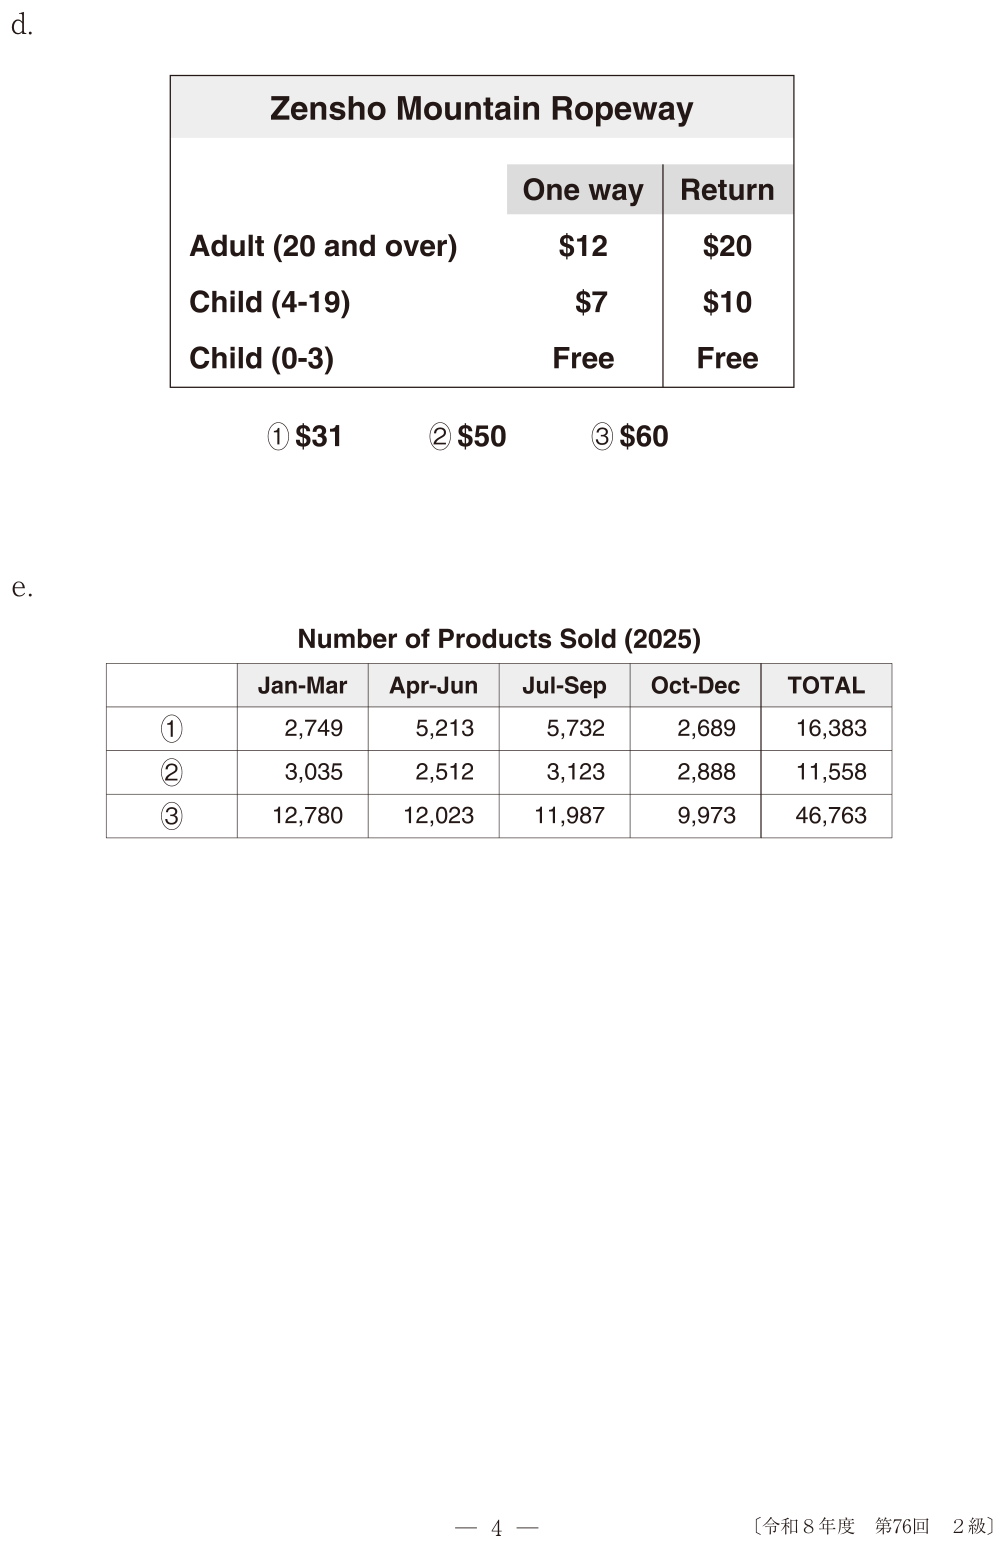 d.
Zensho Mountain Ropeway
One way Return
Adult (20 and over) $12 $20
Child (4-19) $7 $10
Child (0-3) Free Free
① $31 ② $50 ③ $60
e.
Number of Products Sold (2025)
Jan-Mar Apr-Jun Jul-Sep Oct-Dec TOTAL
① 2,749 5,213 5,732 2,689 16,383
② 3,035 2,512 3,123 2,888 11,558
③ 12,780 12,023 11,987 9,973 46,763
— 4 —
〔令和８年度　第76回　２級〕